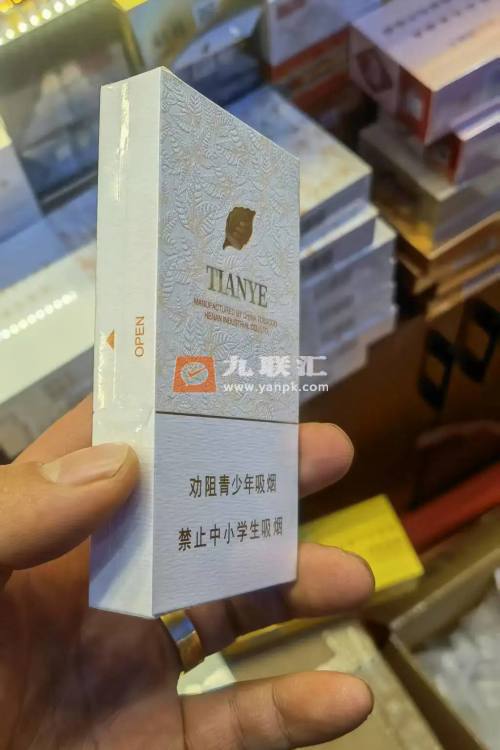 TIANYE
MANUFACTURED BY CHINA TOBACCO
HENAN INDUSTRIAL CO., LTD.
OPEN
九联汇
www.yanpk.com
劝阻青少年吸烟
禁止中小学生吸烟